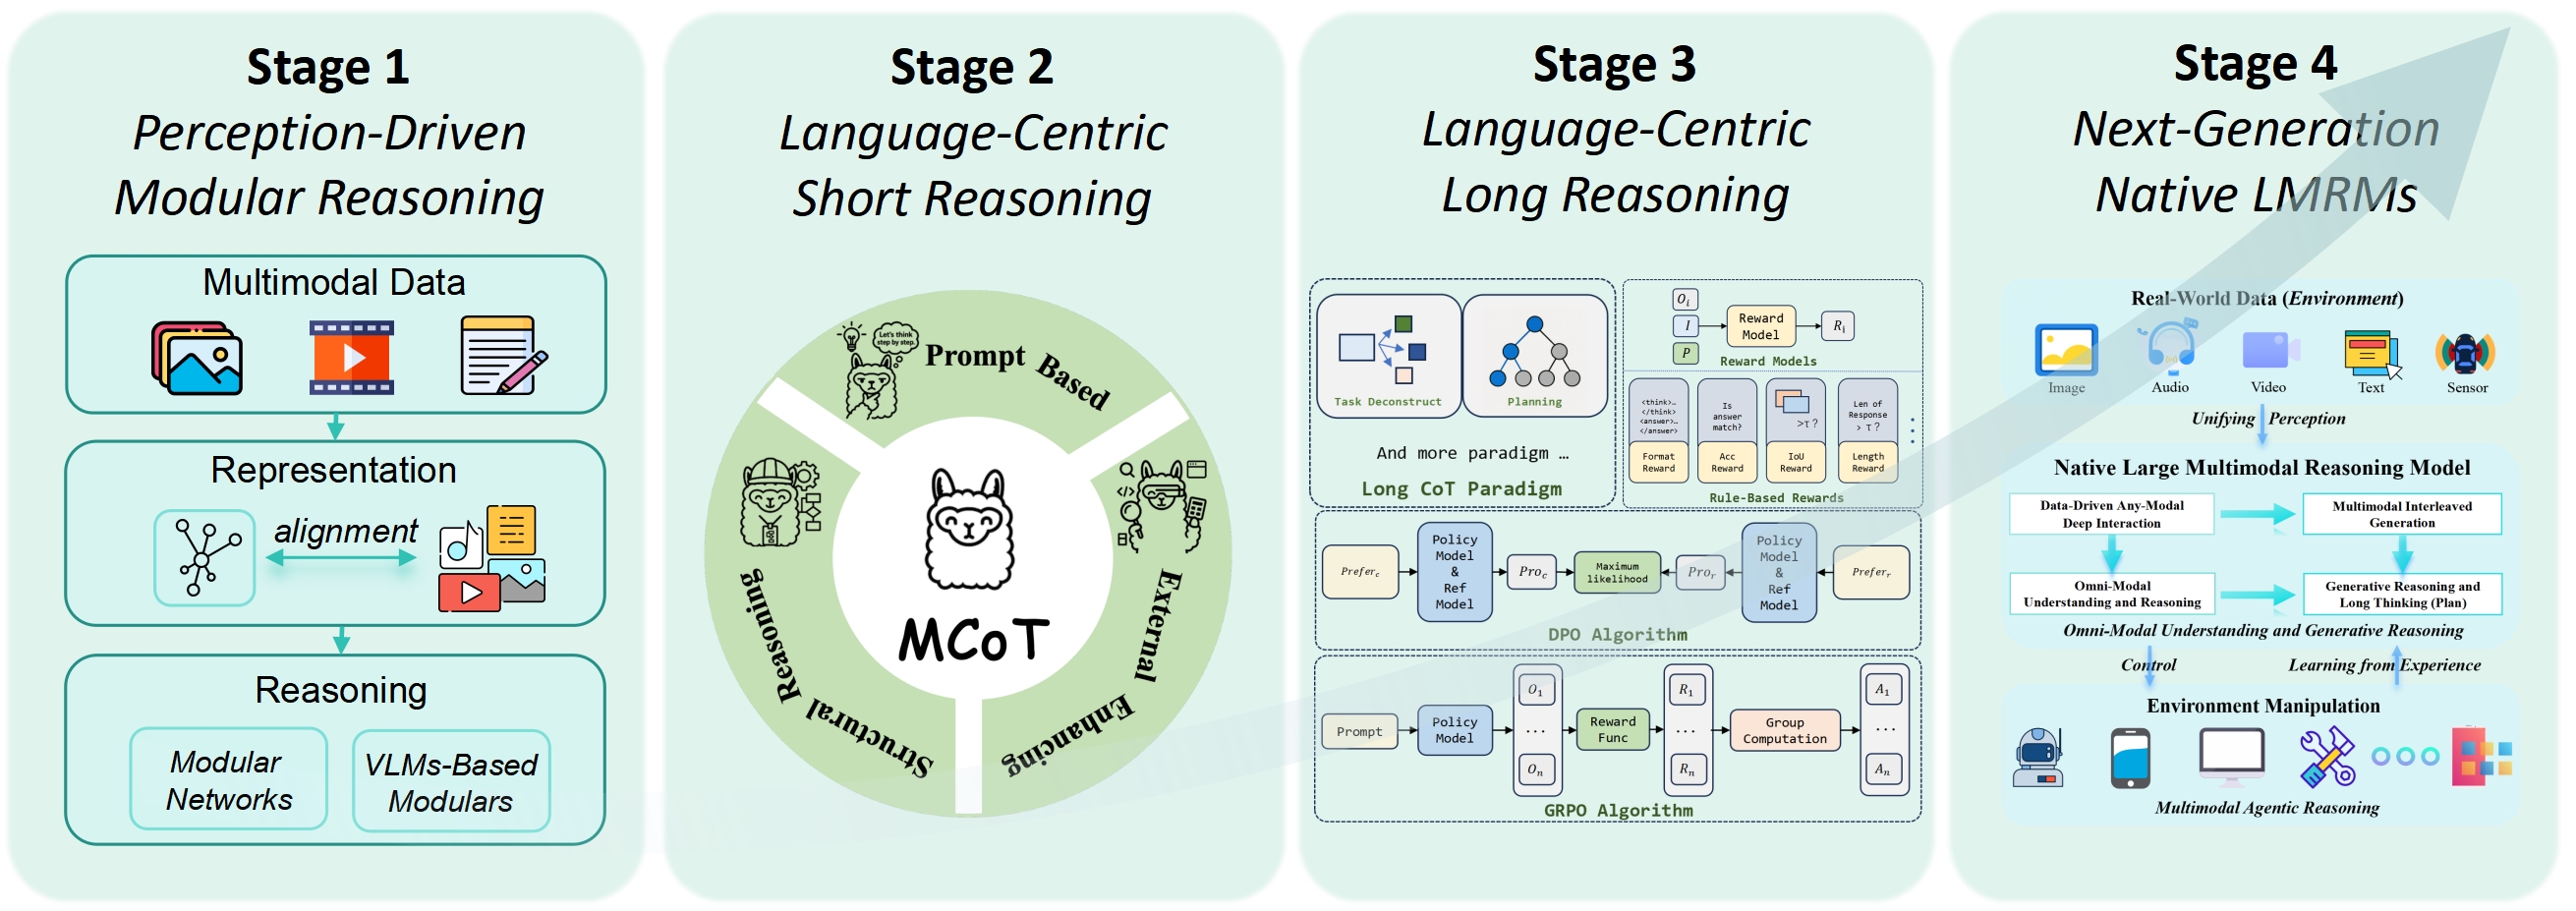 Stage 1
Perception-Driven
Modular Reasoning
Multimodal Data
Representation
alignment
Reasoning
Modular
Networks
VLMs-Based
Modulars
Stage 2
Language-Centric
Short Reasoning
Let's think
step by step.
Prompt Based
Structural Reasoning
External Enhancing
MCoT
Stage 3
Language-Centric
Long Reasoning
Task Deconstruct
Planning
And more paradigm …
Long CoT Paradigm
O_i
I
P
Reward
Model
R_i
Reward Models
<think>…
</think>
<answer>…
</answer>
Format
Reward
Is
answer
match?
Acc
Reward
>τ?
IoU
Reward
Len of
Response
> τ?
Length
Reward
Rule-Based Rewards
Prefer_c
Policy
Model
&
Ref
Model
Pro_c
Maximum
likelihood
Pro_r
Policy
Model
&
Ref
Model
Prefer_r
DPO Algorithm
Prompt
Policy
Model
O_1
…
O_n
Reward
Func
R_1
…
R_n
Group
Computation
A_1
…
A_n
GRPO Algorithm
Stage 4
Next-Generation
Native LMRMs
Real-World Data (Environment)
Image
Audio
Video
Text
Sensor
Unifying Perception
Native Large Multimodal Reasoning Model
Data-Driven Any-Modal
Deep Interaction
Multimodal Interleaved
Generation
Omni-Modal
Understanding and Reasoning
Generative Reasoning and
Long Thinking (Plan)
Omni-Modal Understanding and Generative Reasoning
Control
Learning from Experience
Environment Manipulation
Multimodal Agentic Reasoning